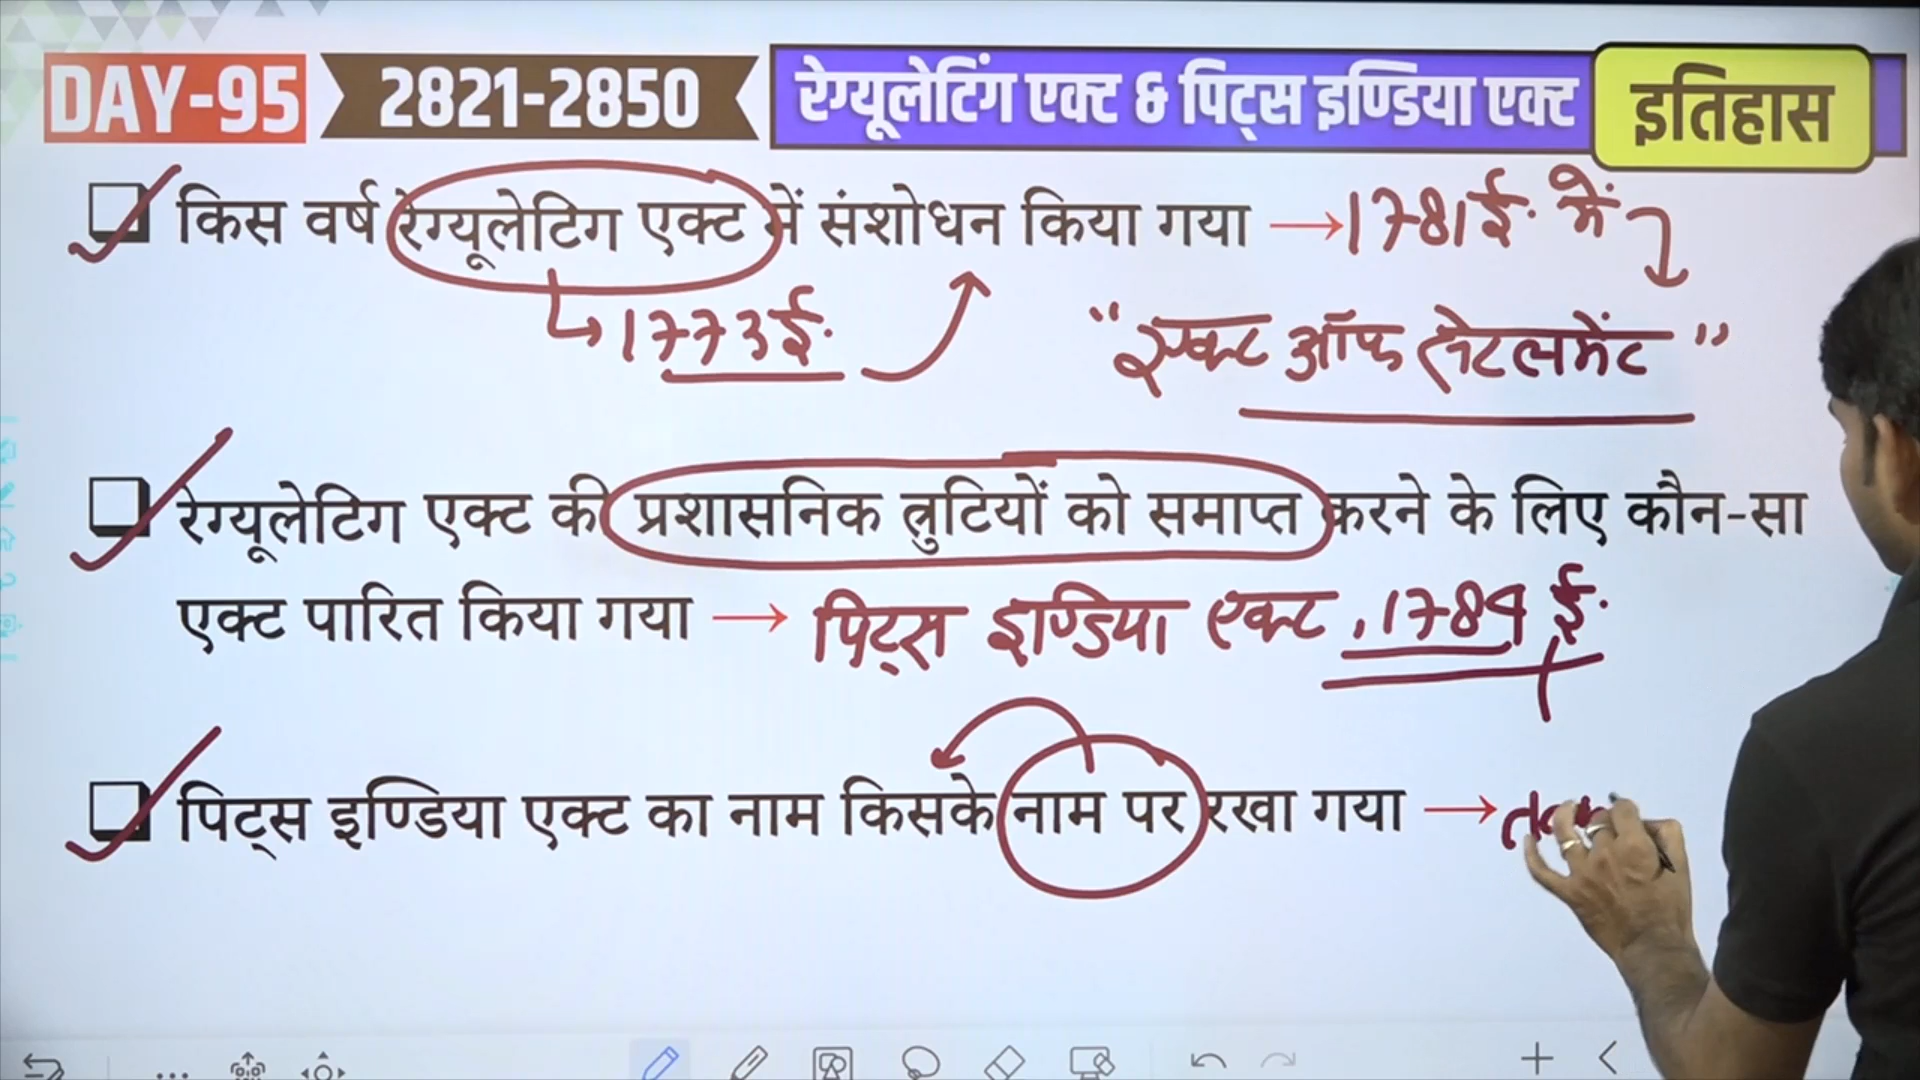 DAY-95 2821-2850 रेग्यूलेटिंग एक्ट & पिट्स इण्डिया एक्ट इतिहास
किस वर्ष रेग्यूलेटिग एक्ट में संशोधन किया गया → 1781ई. में
↳ 1773ई.
"एक्ट ऑफ सेटलमेंट"
रेग्यूलेटिग एक्ट की प्रशासनिक त्रुटियों को समाप्त करने के लिए कौन-सा
एक्ट पारित किया गया → पिट्स इण्डिया एक्ट, 1784 ई.
पिट्स इण्डिया एक्ट का नाम किसके नाम पर रखा गया →